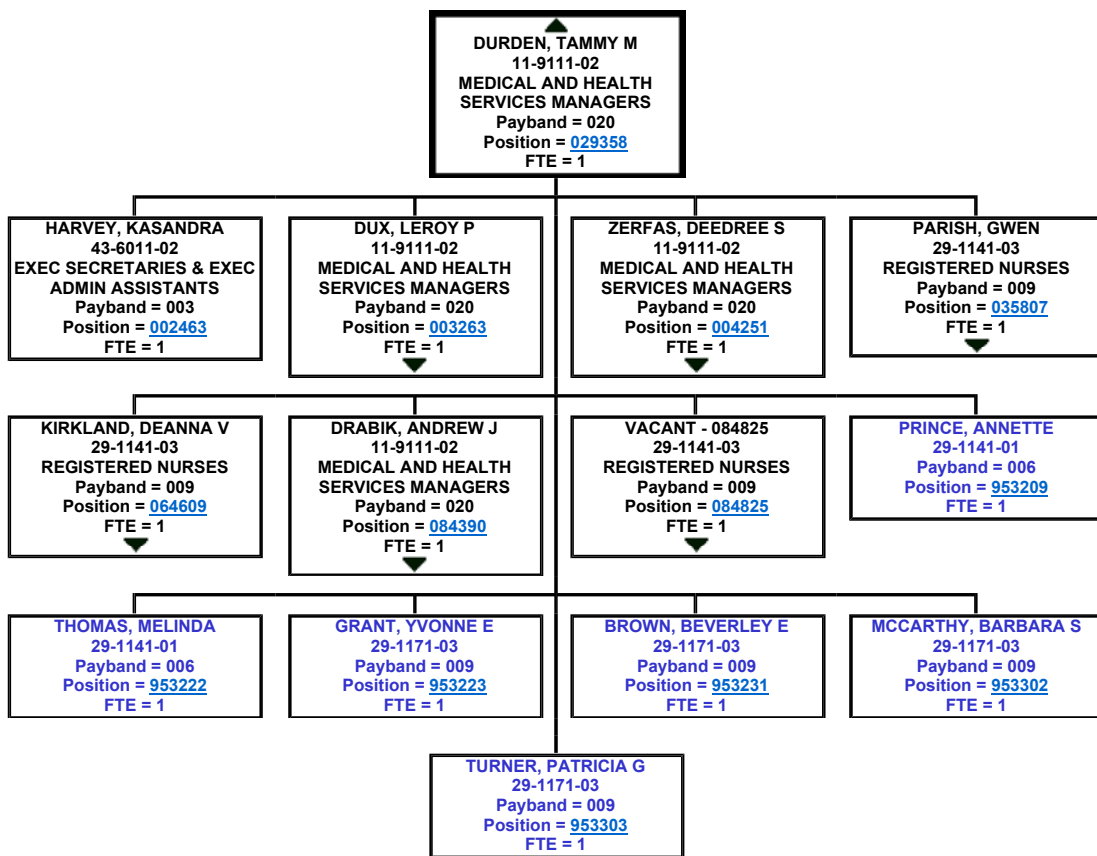 DURDEN, TAMMY M
11-9111-02
MEDICAL AND HEALTH
SERVICES MANAGERS
Payband = 020
Position = 029358
FTE = 1
HARVEY, KASANDRA
43-6011-02
EXEC SECRETARIES & EXEC
ADMIN ASSISTANTS
Payband = 003
Position = 002463
FTE = 1
DUX, LEROY P
11-9111-02
MEDICAL AND HEALTH
SERVICES MANAGERS
Payband = 020
Position = 003263
FTE = 1
ZERFAS, DEEDREE S
11-9111-02
MEDICAL AND HEALTH
SERVICES MANAGERS
Payband = 020
Position = 004251
FTE = 1
PARISH, GWEN
29-1141-03
REGISTERED NURSES
Payband = 009
Position = 035807
FTE = 1
KIRKLAND, DEANNA V
29-1141-03
REGISTERED NURSES
Payband = 009
Position = 064609
FTE = 1
DRABIK, ANDREW J
11-9111-02
MEDICAL AND HEALTH
SERVICES MANAGERS
Payband = 020
Position = 084390
FTE = 1
VACANT - 084825
29-1141-03
REGISTERED NURSES
Payband = 009
Position = 084825
FTE = 1
PRINCE, ANNETTE
29-1141-01
Payband = 006
Position = 953209
FTE = 1
THOMAS, MELINDA
29-1141-01
Payband = 006
Position = 953222
FTE = 1
GRANT, YVONNE E
29-1171-03
Payband = 009
Position = 953223
FTE = 1
BROWN, BEVERLEY E
29-1171-03
Payband = 009
Position = 953231
FTE = 1
MCCARTHY, BARBARA S
29-1171-03
Payband = 009
Position = 953302
FTE = 1
TURNER, PATRICIA G
29-1171-03
Payband = 009
Position = 953303
FTE = 1